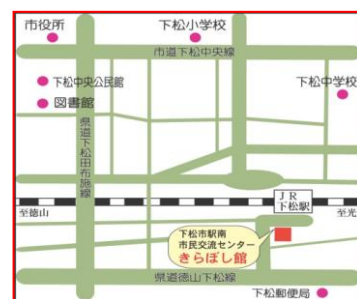 市役所
下松小学校
市道下松中央線
下松中央公民館
図書館
下松中学校
県道下松田布施線
JR
下松駅
至徳山
至光
下松市駅南
市民交流センター
きらぼし館
県道徳山下松線
下松郵便局